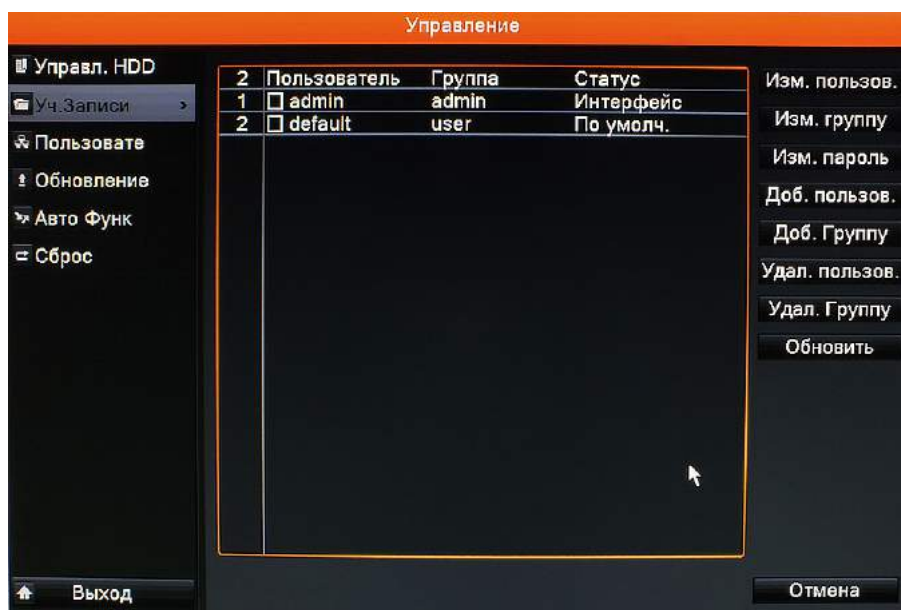 Управление
Управл. HDD
Уч.Записи
Пользовате
Обновление
Авто Функ
Сброс
Выход
2 Пользователь Группа Статус
1 admin admin Интерфейс
2 default user По умолч.
Изм. пользов.
Изм. группу
Изм. пароль
Доб. пользов.
Доб. Группу
Удал. пользов.
Удал. Группу
Обновить
Отмена